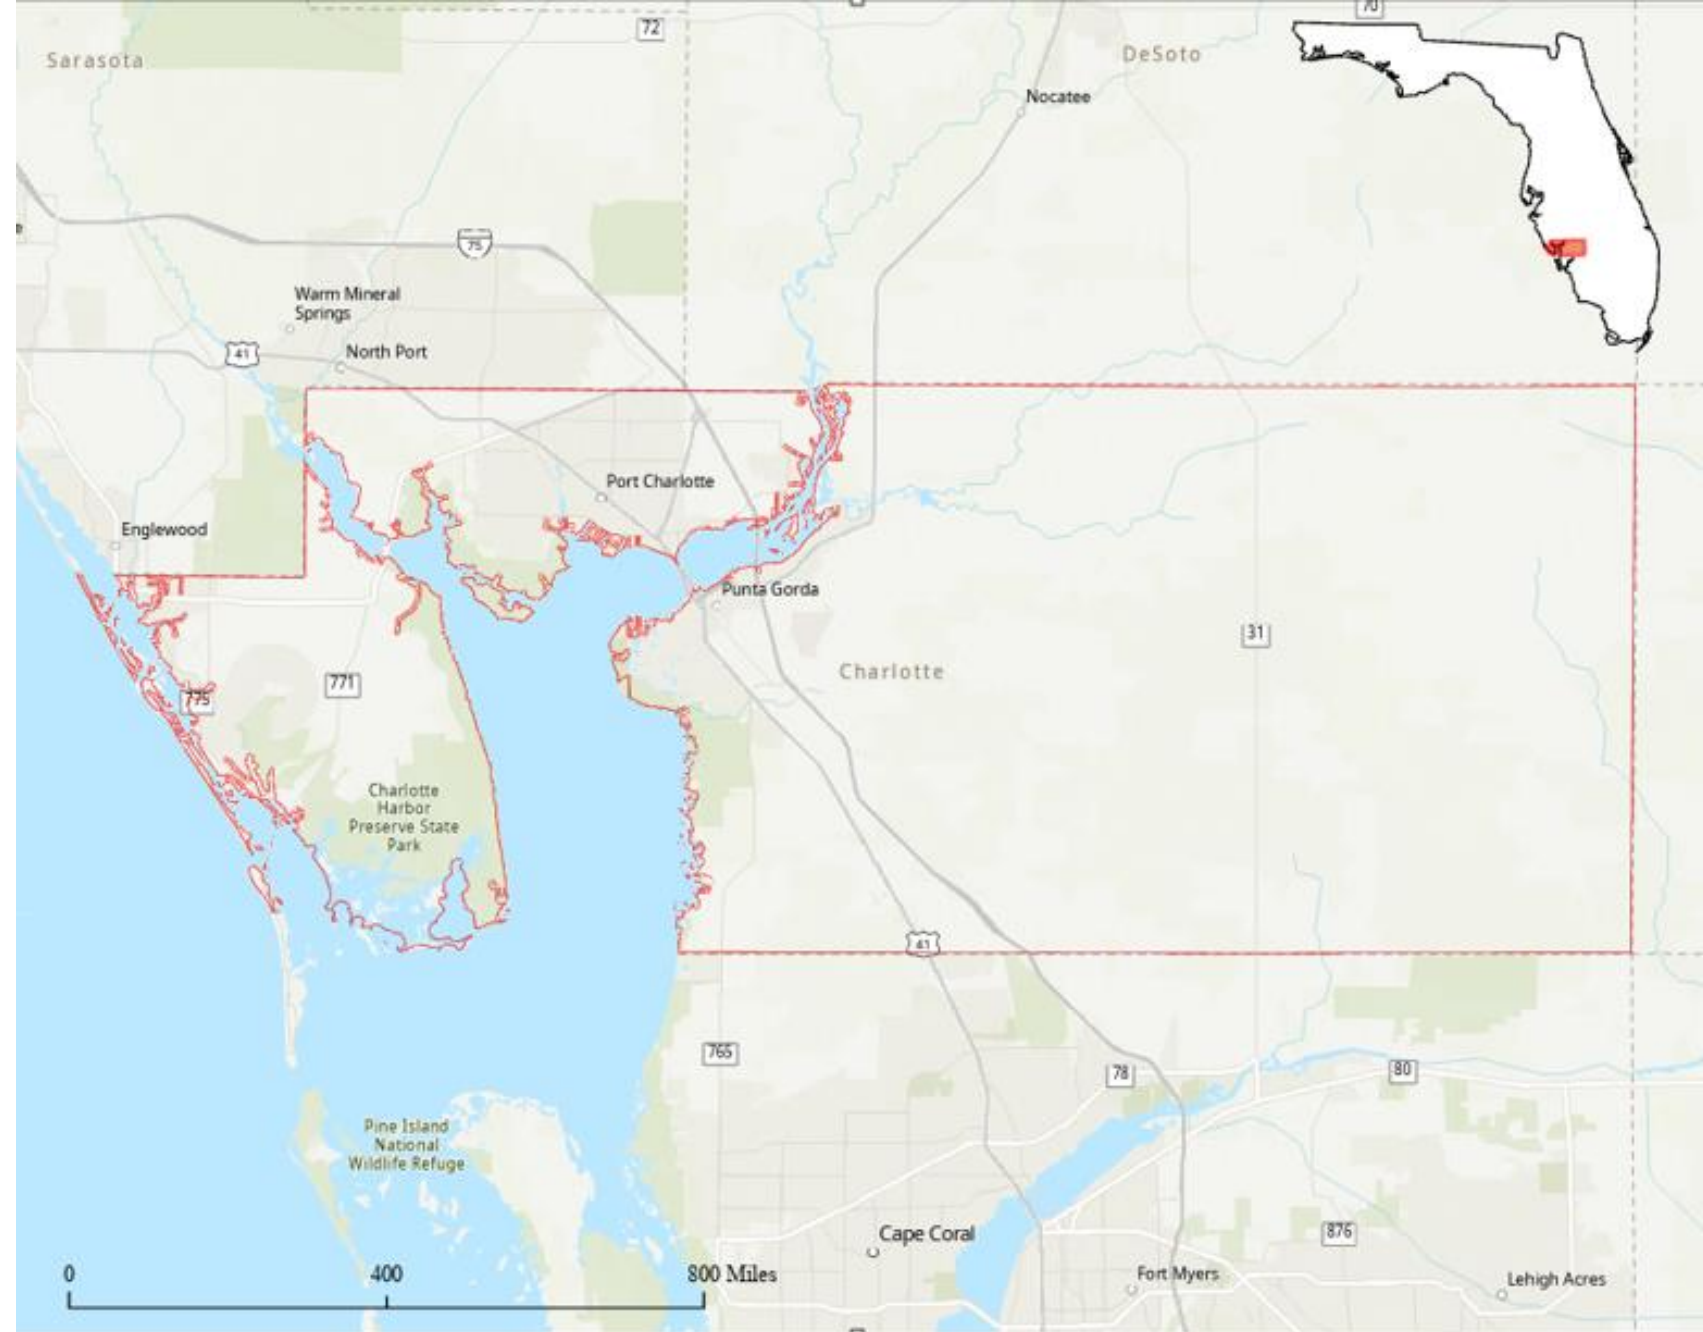 72
70
Sarasota
DeSoto
Nocatee
75
Warm Mineral
Springs
41
North Port
Port Charlotte
Englewood
Punta Gorda
31
Charlotte
771
775
Charlotte
Harbor
Preserve State
Park
41
765
78
80
Pine Island
National
Wildlife Refuge
Cape Coral
876
0
400
800 Miles
Fort Myers
Lehigh Acres